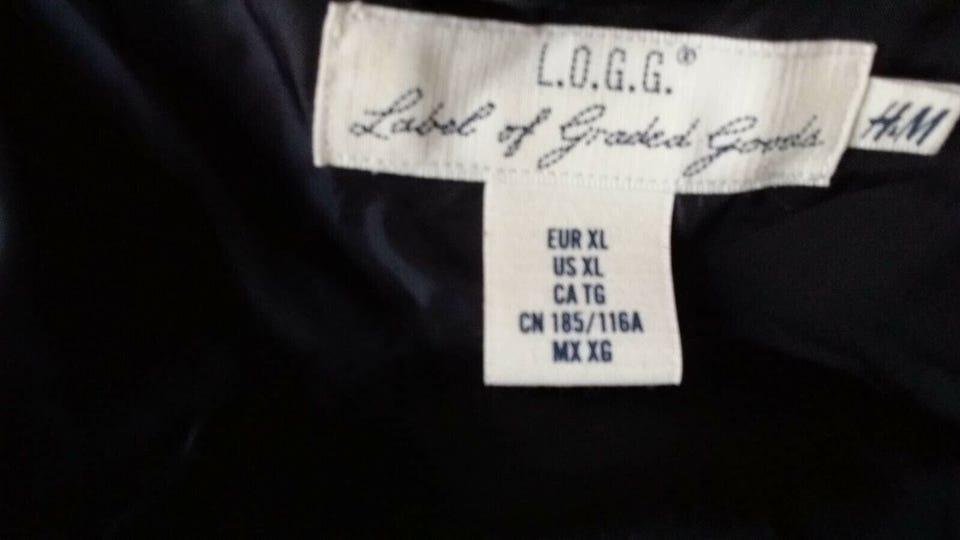 L.O.G.G.®
Label of Graded Goods
H&M
EUR XL
US XL
CA TG
CN 185/116A
MX XG